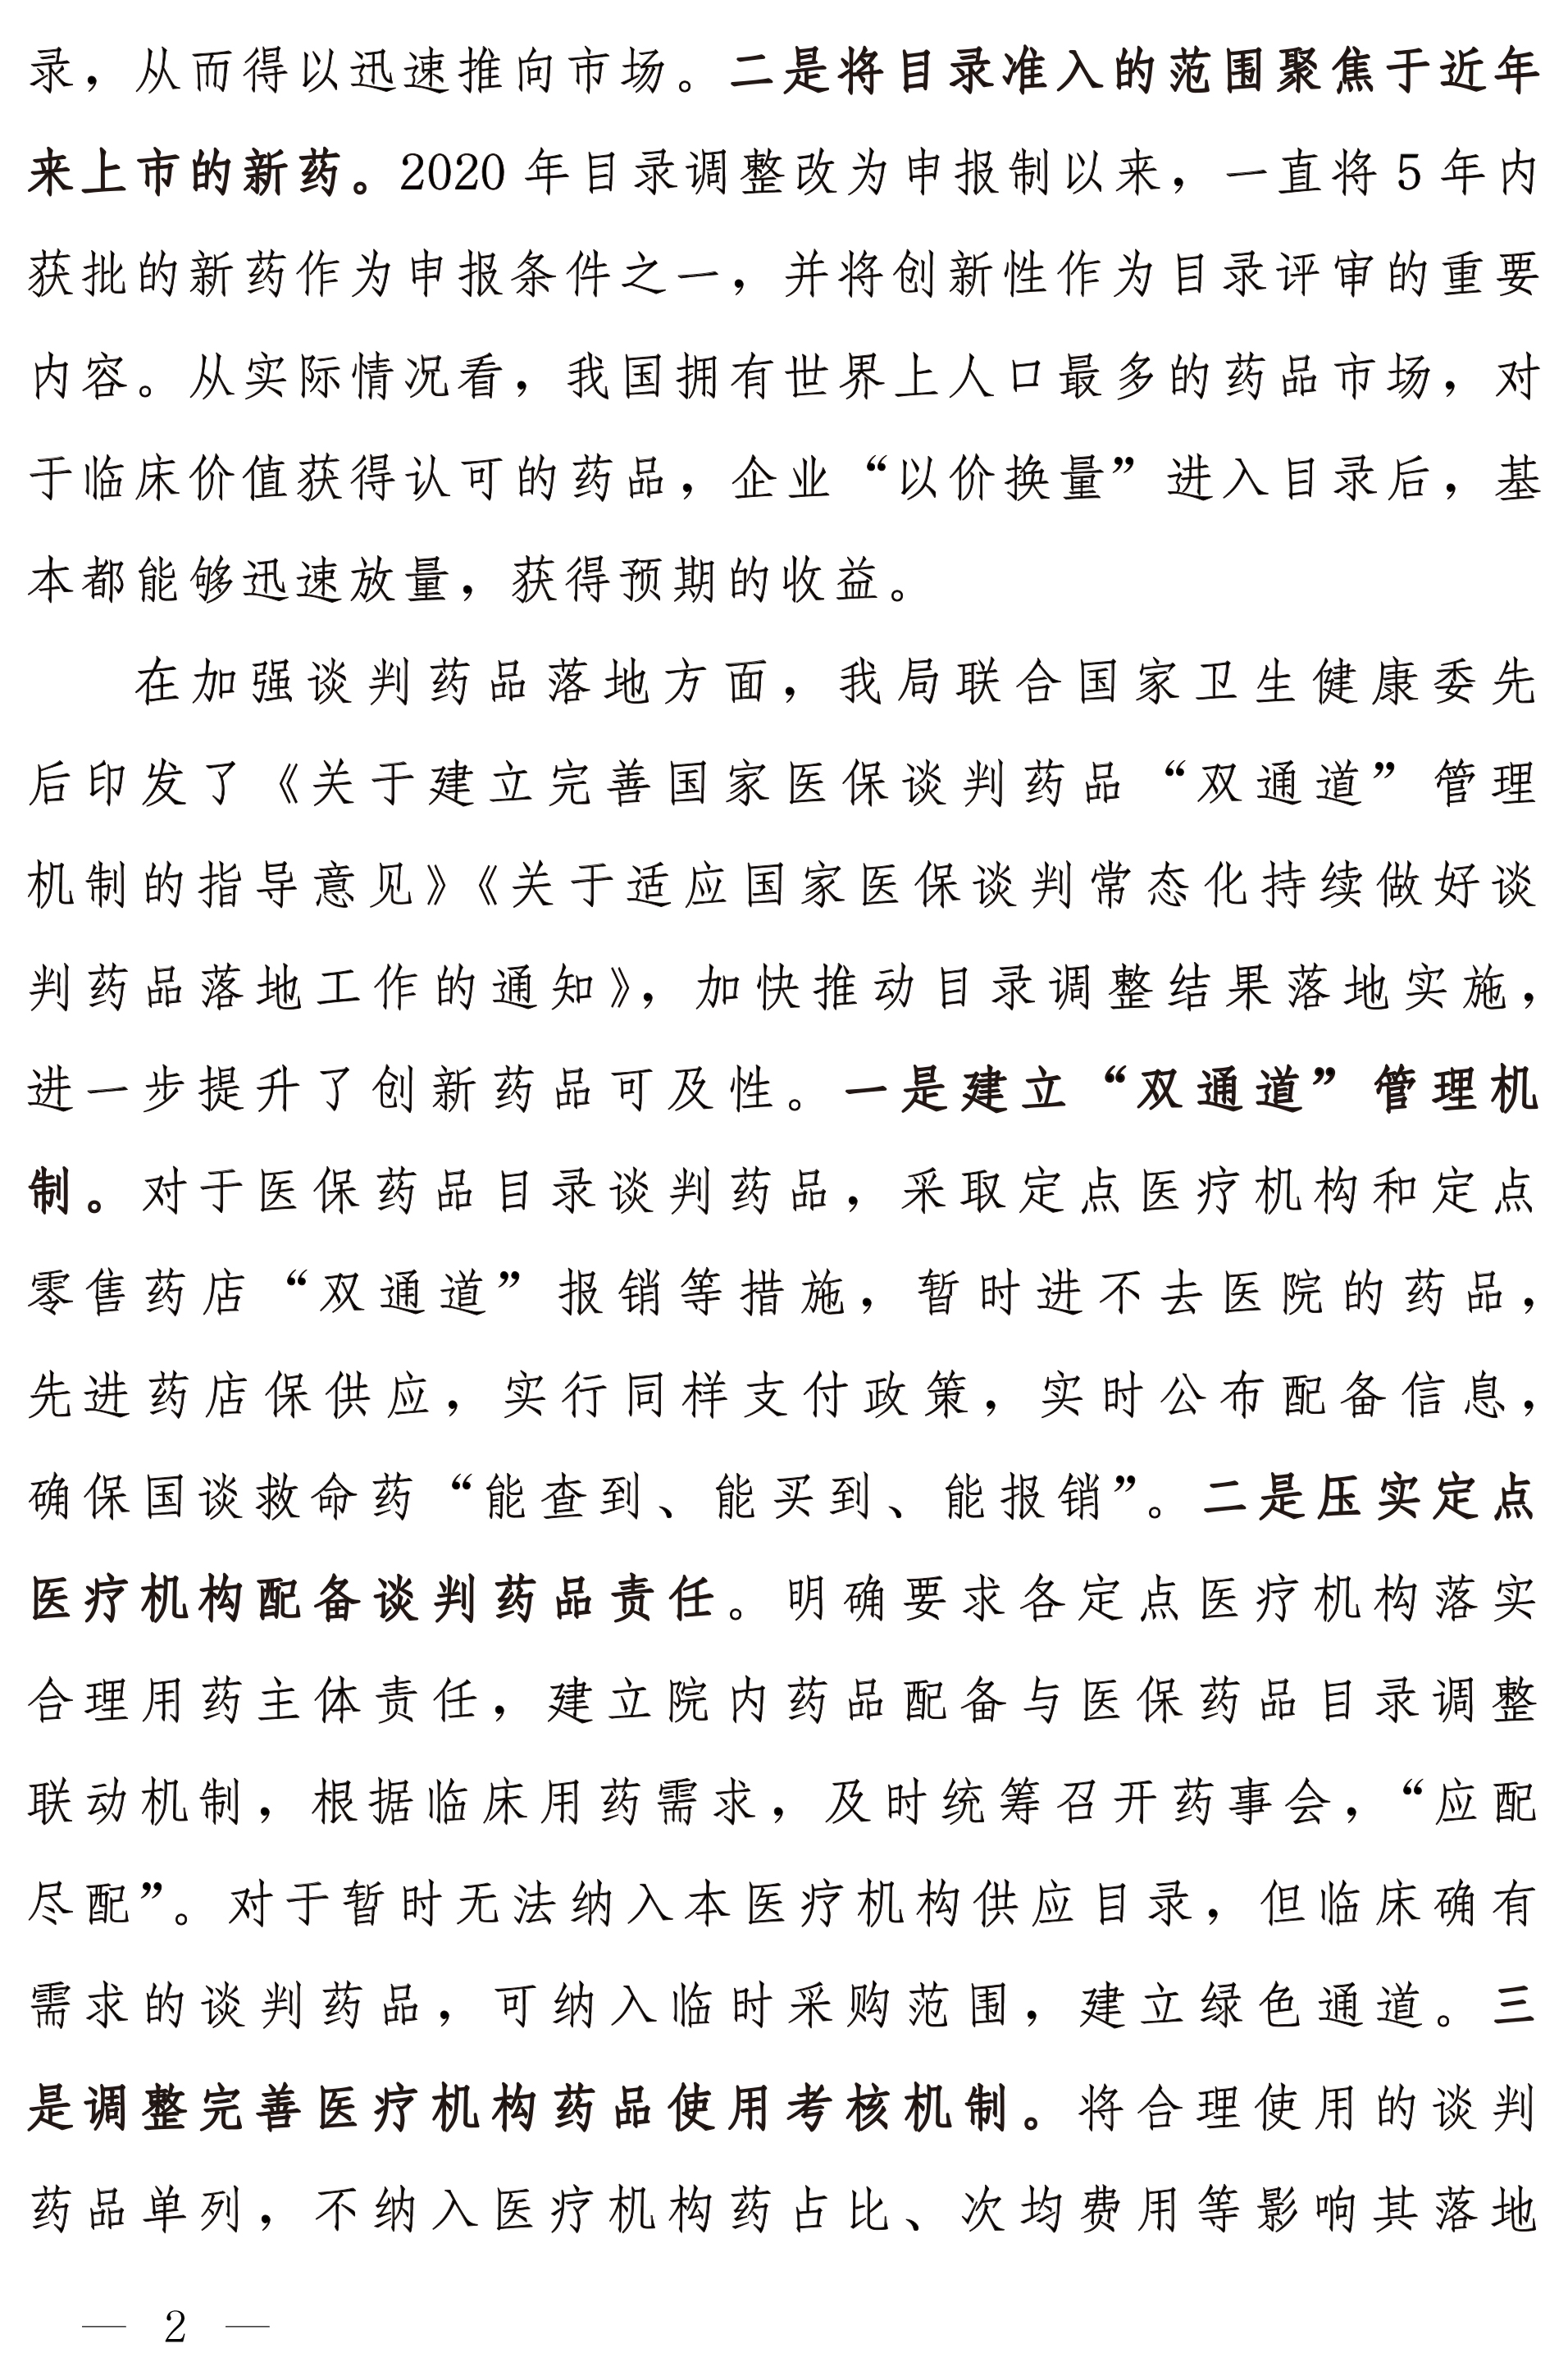 录，从而得以迅速推向市场。二是将目录准入的范围聚焦于近年
来上市的新药。2020 年目录调整改为申报制以来，一直将 5 年内
获批的新药作为申报条件之一，并将创新性作为目录评审的重要
内容。从实际情况看，我国拥有世界上人口最多的药品市场，对
于临床价值获得认可的药品，企业“以价换量”进入目录后，基
本都能够迅速放量，获得预期的收益。
在加强谈判药品落地方面，我局联合国家卫生健康委先
后印发了《关于建立完善国家医保谈判药品“双通道”管理
机制的指导意见》《关于适应国家医保谈判常态化持续做好谈
判药品落地工作的通知》，加快推动目录调整结果落地实施，
进一步提升了创新药品可及性。一是建立“双通道”管理机
制。对于医保药品目录谈判药品，采取定点医疗机构和定点
零售药店“双通道”报销等措施，暂时进不去医院的药品，
先进药店保供应，实行同样支付政策，实时公布配备信息，
确保国谈救命药“能查到、能买到、能报销”。二是压实定点
医疗机构配备谈判药品责任。明确要求各定点医疗机构落实
合理用药主体责任，建立院内药品配备与医保药品目录调整
联动机制，根据临床用药需求，及时统筹召开药事会，“应配
尽配”。对于暂时无法纳入本医疗机构供应目录，但临床确有
需求的谈判药品，可纳入临时采购范围，建立绿色通道。三
是调整完善医疗机构药品使用考核机制。将合理使用的谈判
药品单列，不纳入医疗机构药占比、次均费用等影响其落地
— 2 —